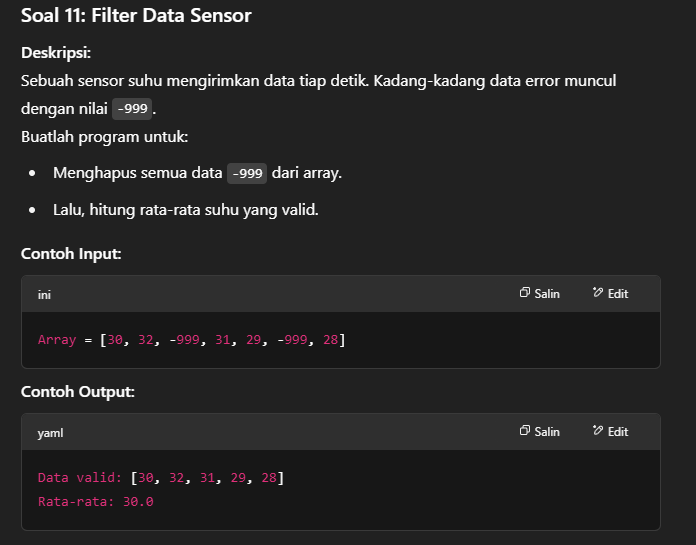 Soal 11: Filter Data Sensor
Deskripsi:
Sebuah sensor suhu mengirimkan data tiap detik. Kadang-kadang data error muncul
dengan nilai -999.
Buatlah program untuk:
• Menghapus semua data -999 dari array.
• Lalu, hitung rata-rata suhu yang valid.
Contoh Input:
ini Salin Edit
Array = [30, 32, -999, 31, 29, -999, 28]
Contoh Output:
yaml Salin Edit
Data valid: [30, 32, 31, 29, 28]
Rata-rata: 30.0